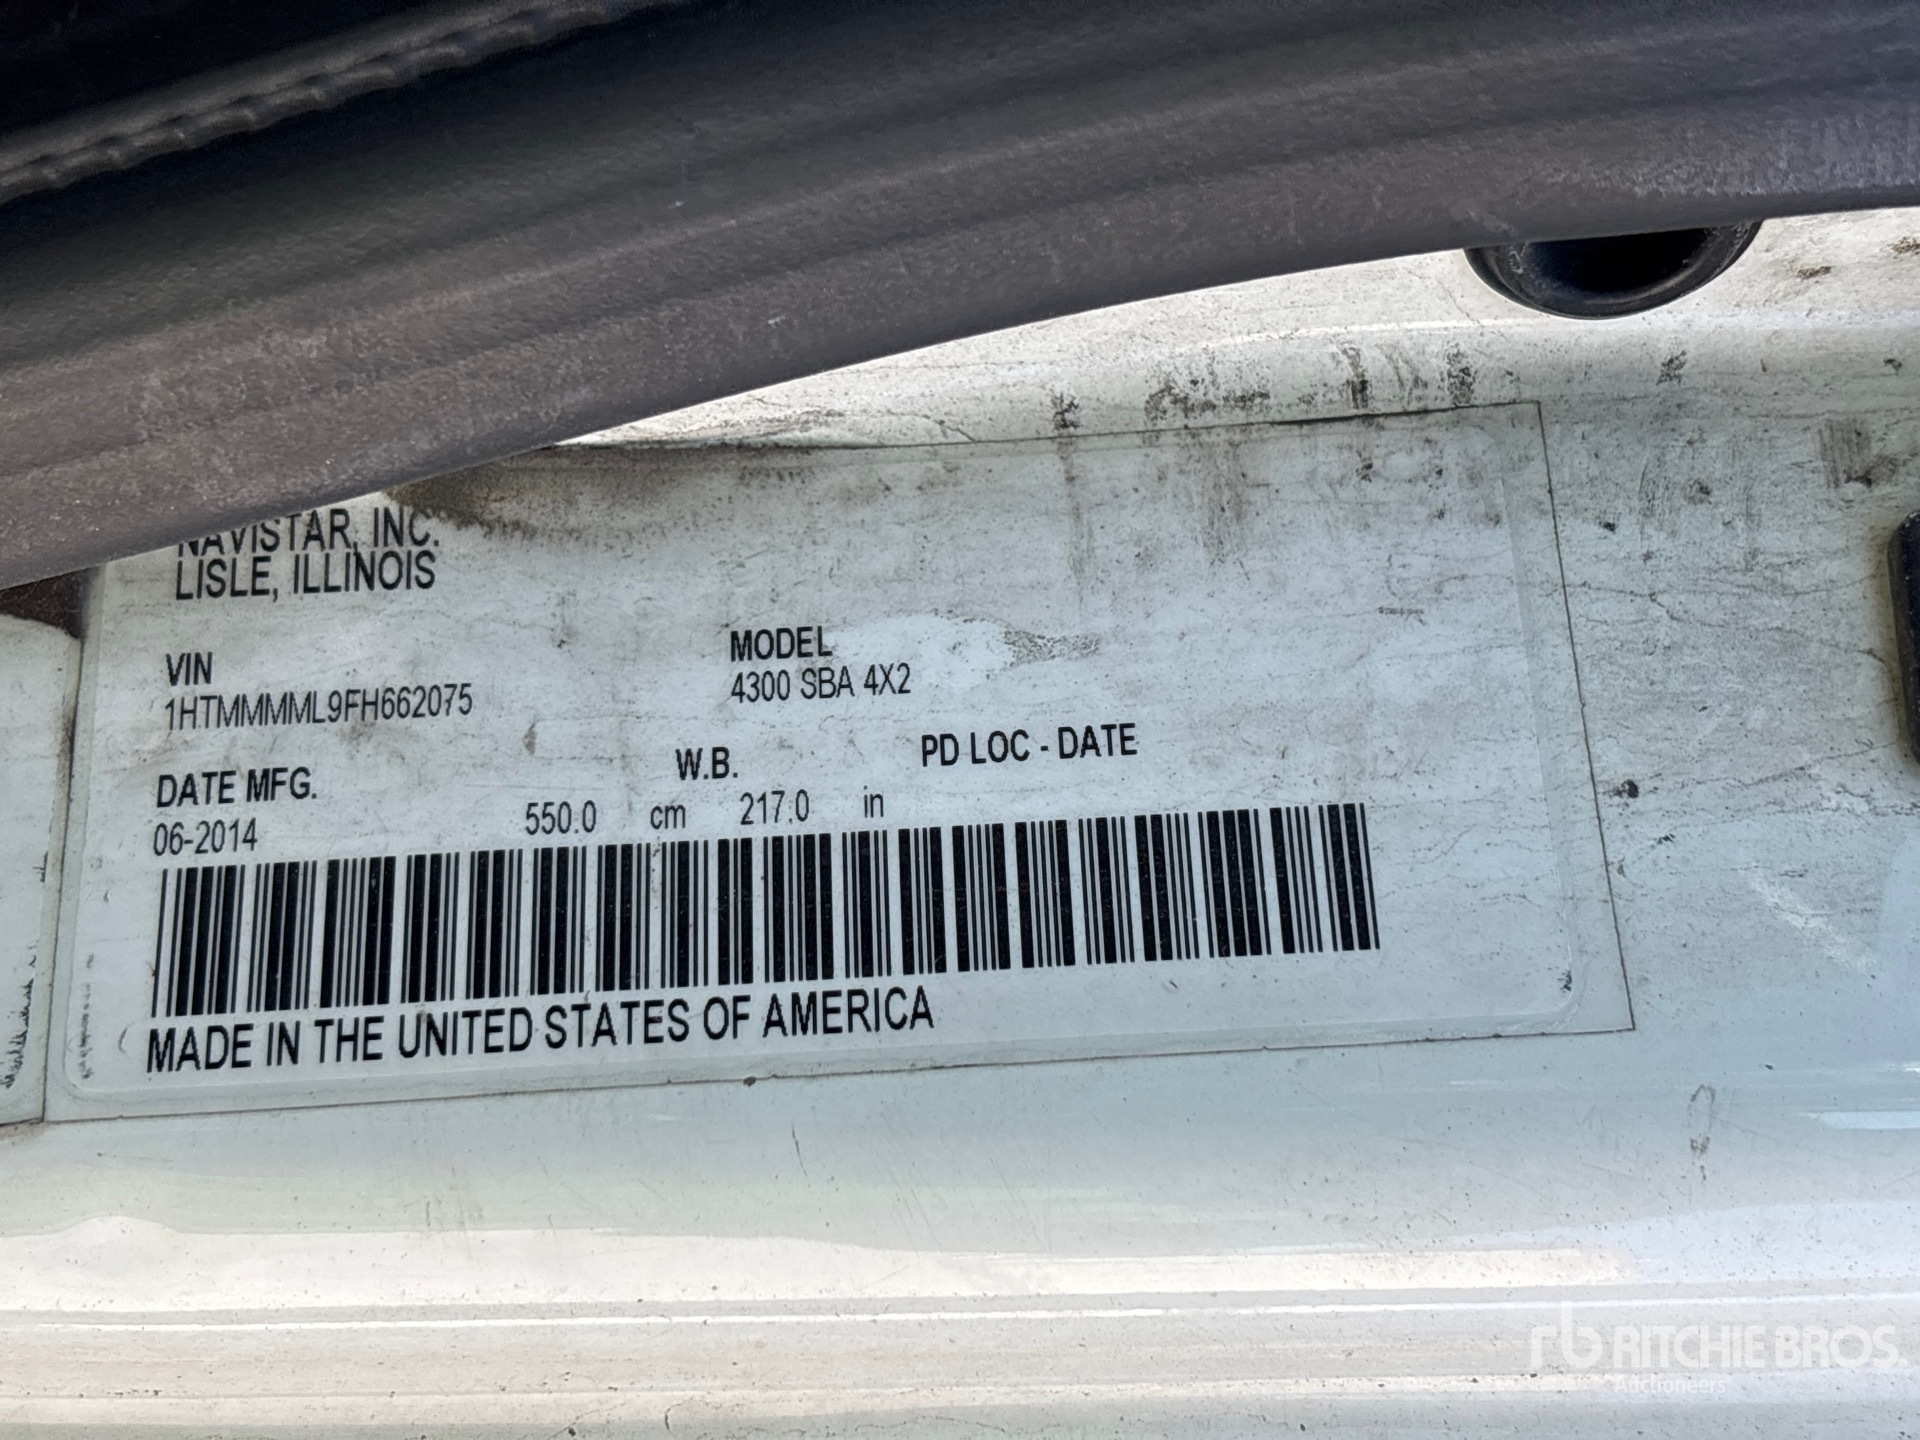 NAVISTAR, INC.
LISLE, ILLINOIS
VIN
1HTMMMML9FH662075
MODEL
4300 SBA 4X2
DATE MFG.
06-2014
W.B.
550.0 cm 217.0 in
PD LOC - DATE
MADE IN THE UNITED STATES OF AMERICA
rb RITCHIE BROS.
Auctioneers